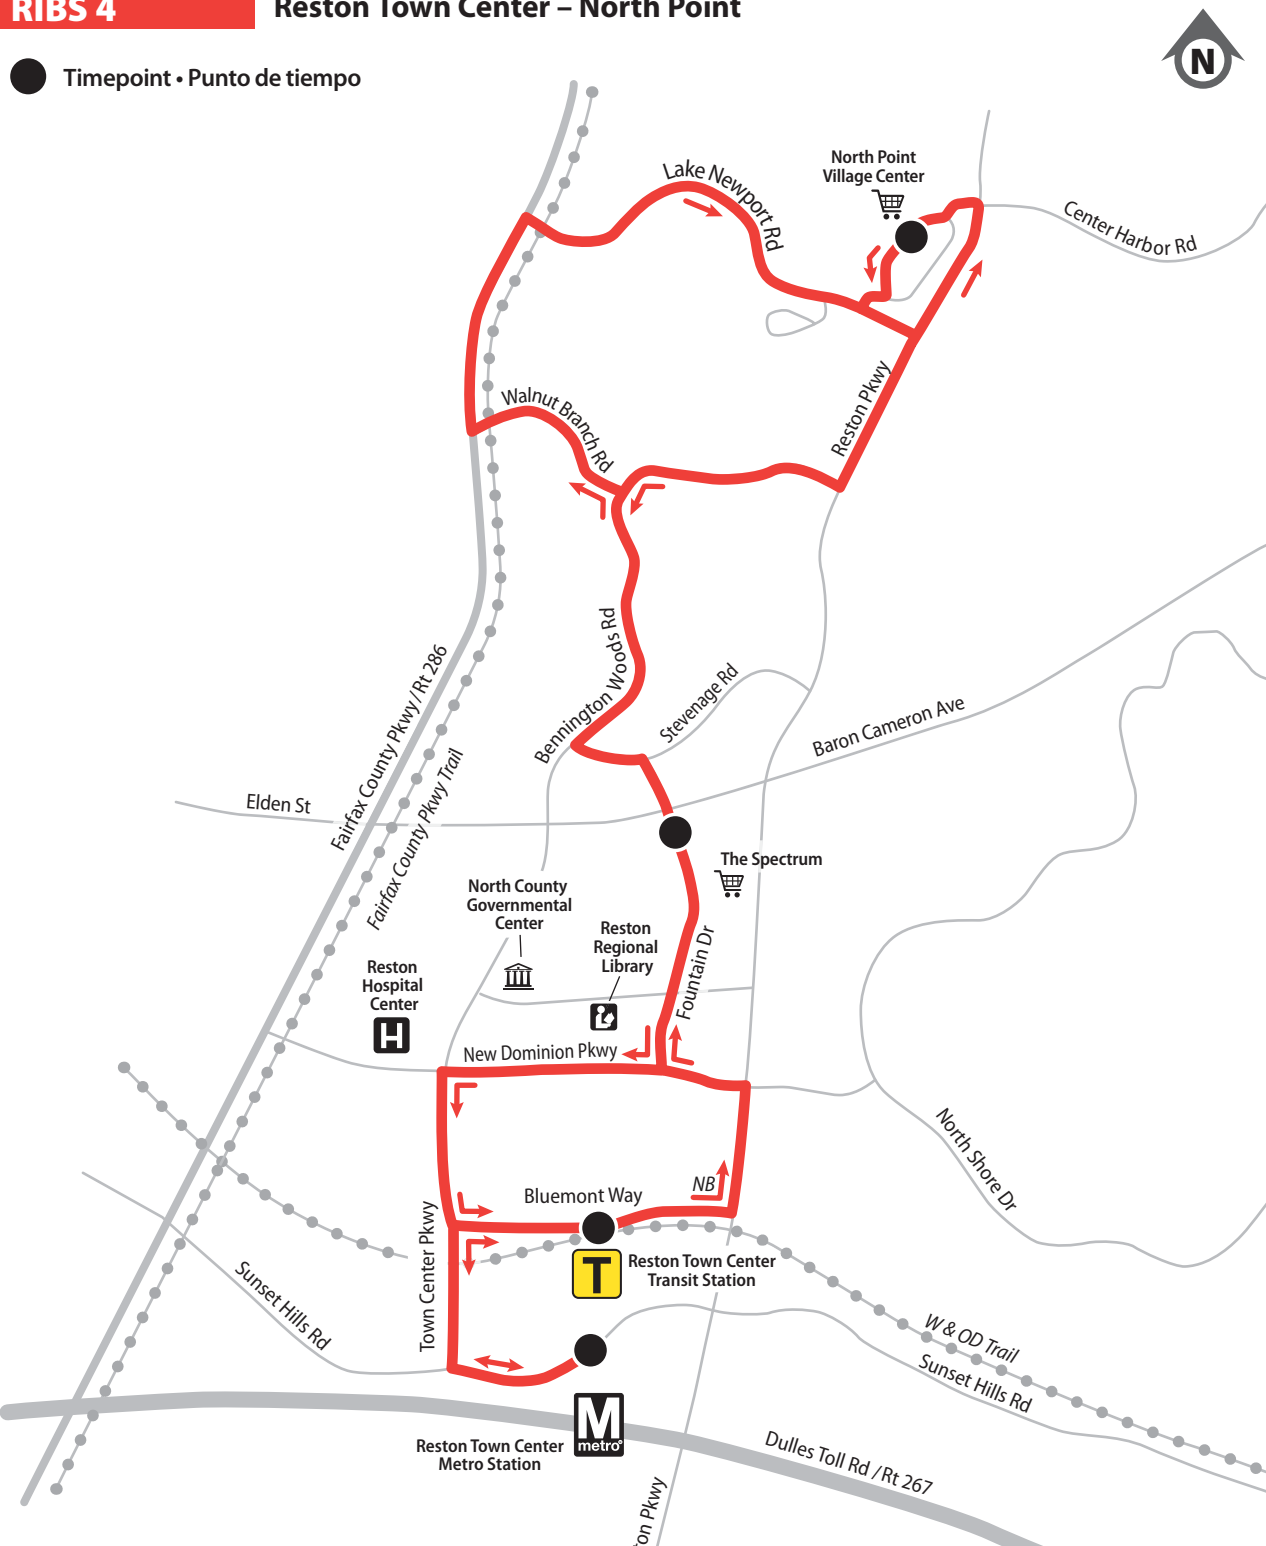 RIBS 4
Reston Town Center – North Point
N
Timepoint • Punto de tiempo
Lake Newport Rd
North Point
Village Center
Center Harbor Rd
Reston Pkwy
Walnut Branch Rd
Bennington Woods Rd
Stevenage Rd
Baron Cameron Ave
Fairfax County Pkwy/Rt 286
Fairfax County Pkwy Trail
Elden St
The Spectrum
North County
Governmental
Center
Reston
Regional
Library
Reston
Hospital
Center
H
Fountain Dr
New Dominion Pkwy
North Shore Dr
NB
Bluemont Way
Town Center Pkwy
T
Reston Town Center
Transit Station
Sunset Hills Rd
W & OD Trail
Sunset Hills Rd
M
metro
Reston Town Center
Metro Station
Dulles Toll Rd / Rt 267
on Pkwy